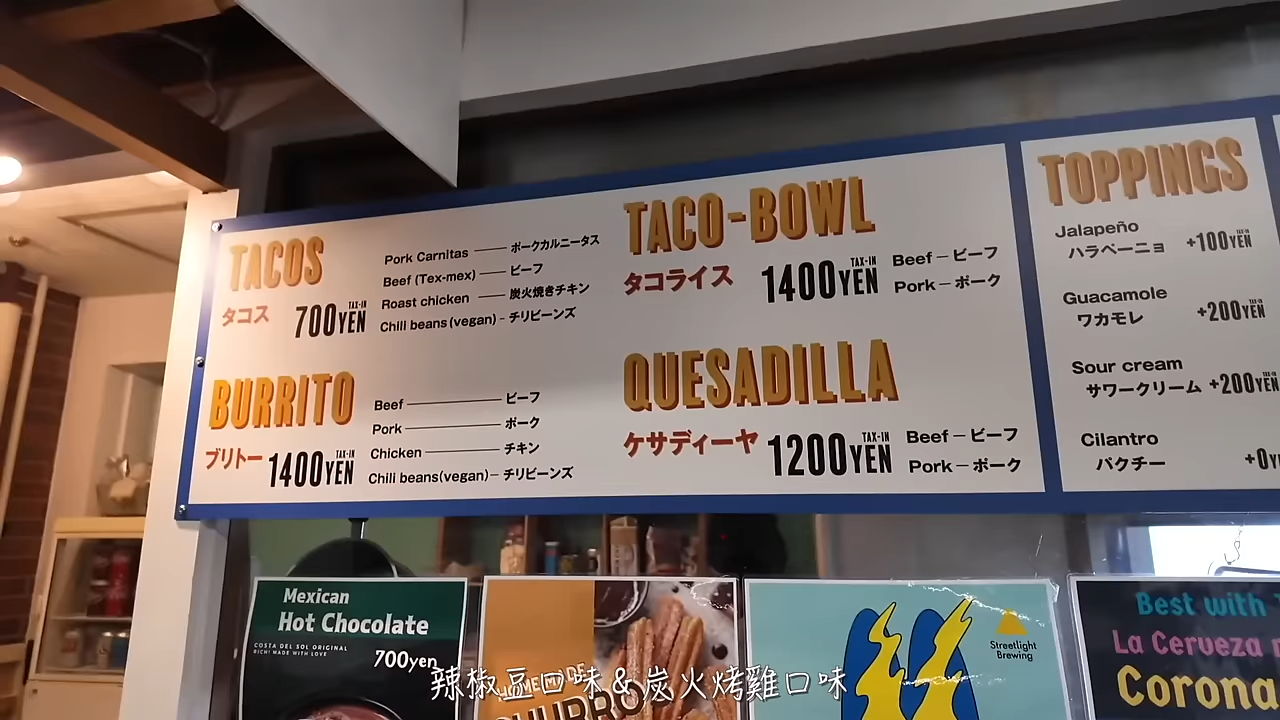 TACOS
タコス
700YEN TAX-IN
Pork Carnitas ポークカルニータス
Beef (Tex-mex) ビーフ
Roast chicken 炭火焼きチキン
Chili beans(vegan) - チリビーンズ
BURRITO
ブリトー
1400YEN TAX-IN
Beef ビーフ
Pork ポーク
Chicken チキン
Chili beans(vegan) - チリビーンズ
TACO-BOWL
タコライス
1400YEN TAX-IN
Beef – ビーフ
Pork – ポーク
QUESADILLA
ケサディーヤ
1200YEN TAX-IN
Beef – ビーフ
Pork – ポーク
TOPPINGS
Jalapeño
ハラペーニョ +100YEN TAX-IN
Guacamole
ワカモレ +200YEN TAX-IN
Sour cream
サワークリーム +200YEN TAX-IN
Cilantro
パクチー +0
Mexican
Hot Chocolate
COSTA DEL SOL ORIGINAL
RICH! MADE WITH LOVE
700yen
CHURRO
Streetlight
Brewing
Best with
La Cerveza
Corona
辣椒豆口味 & 炭火烤雞口味